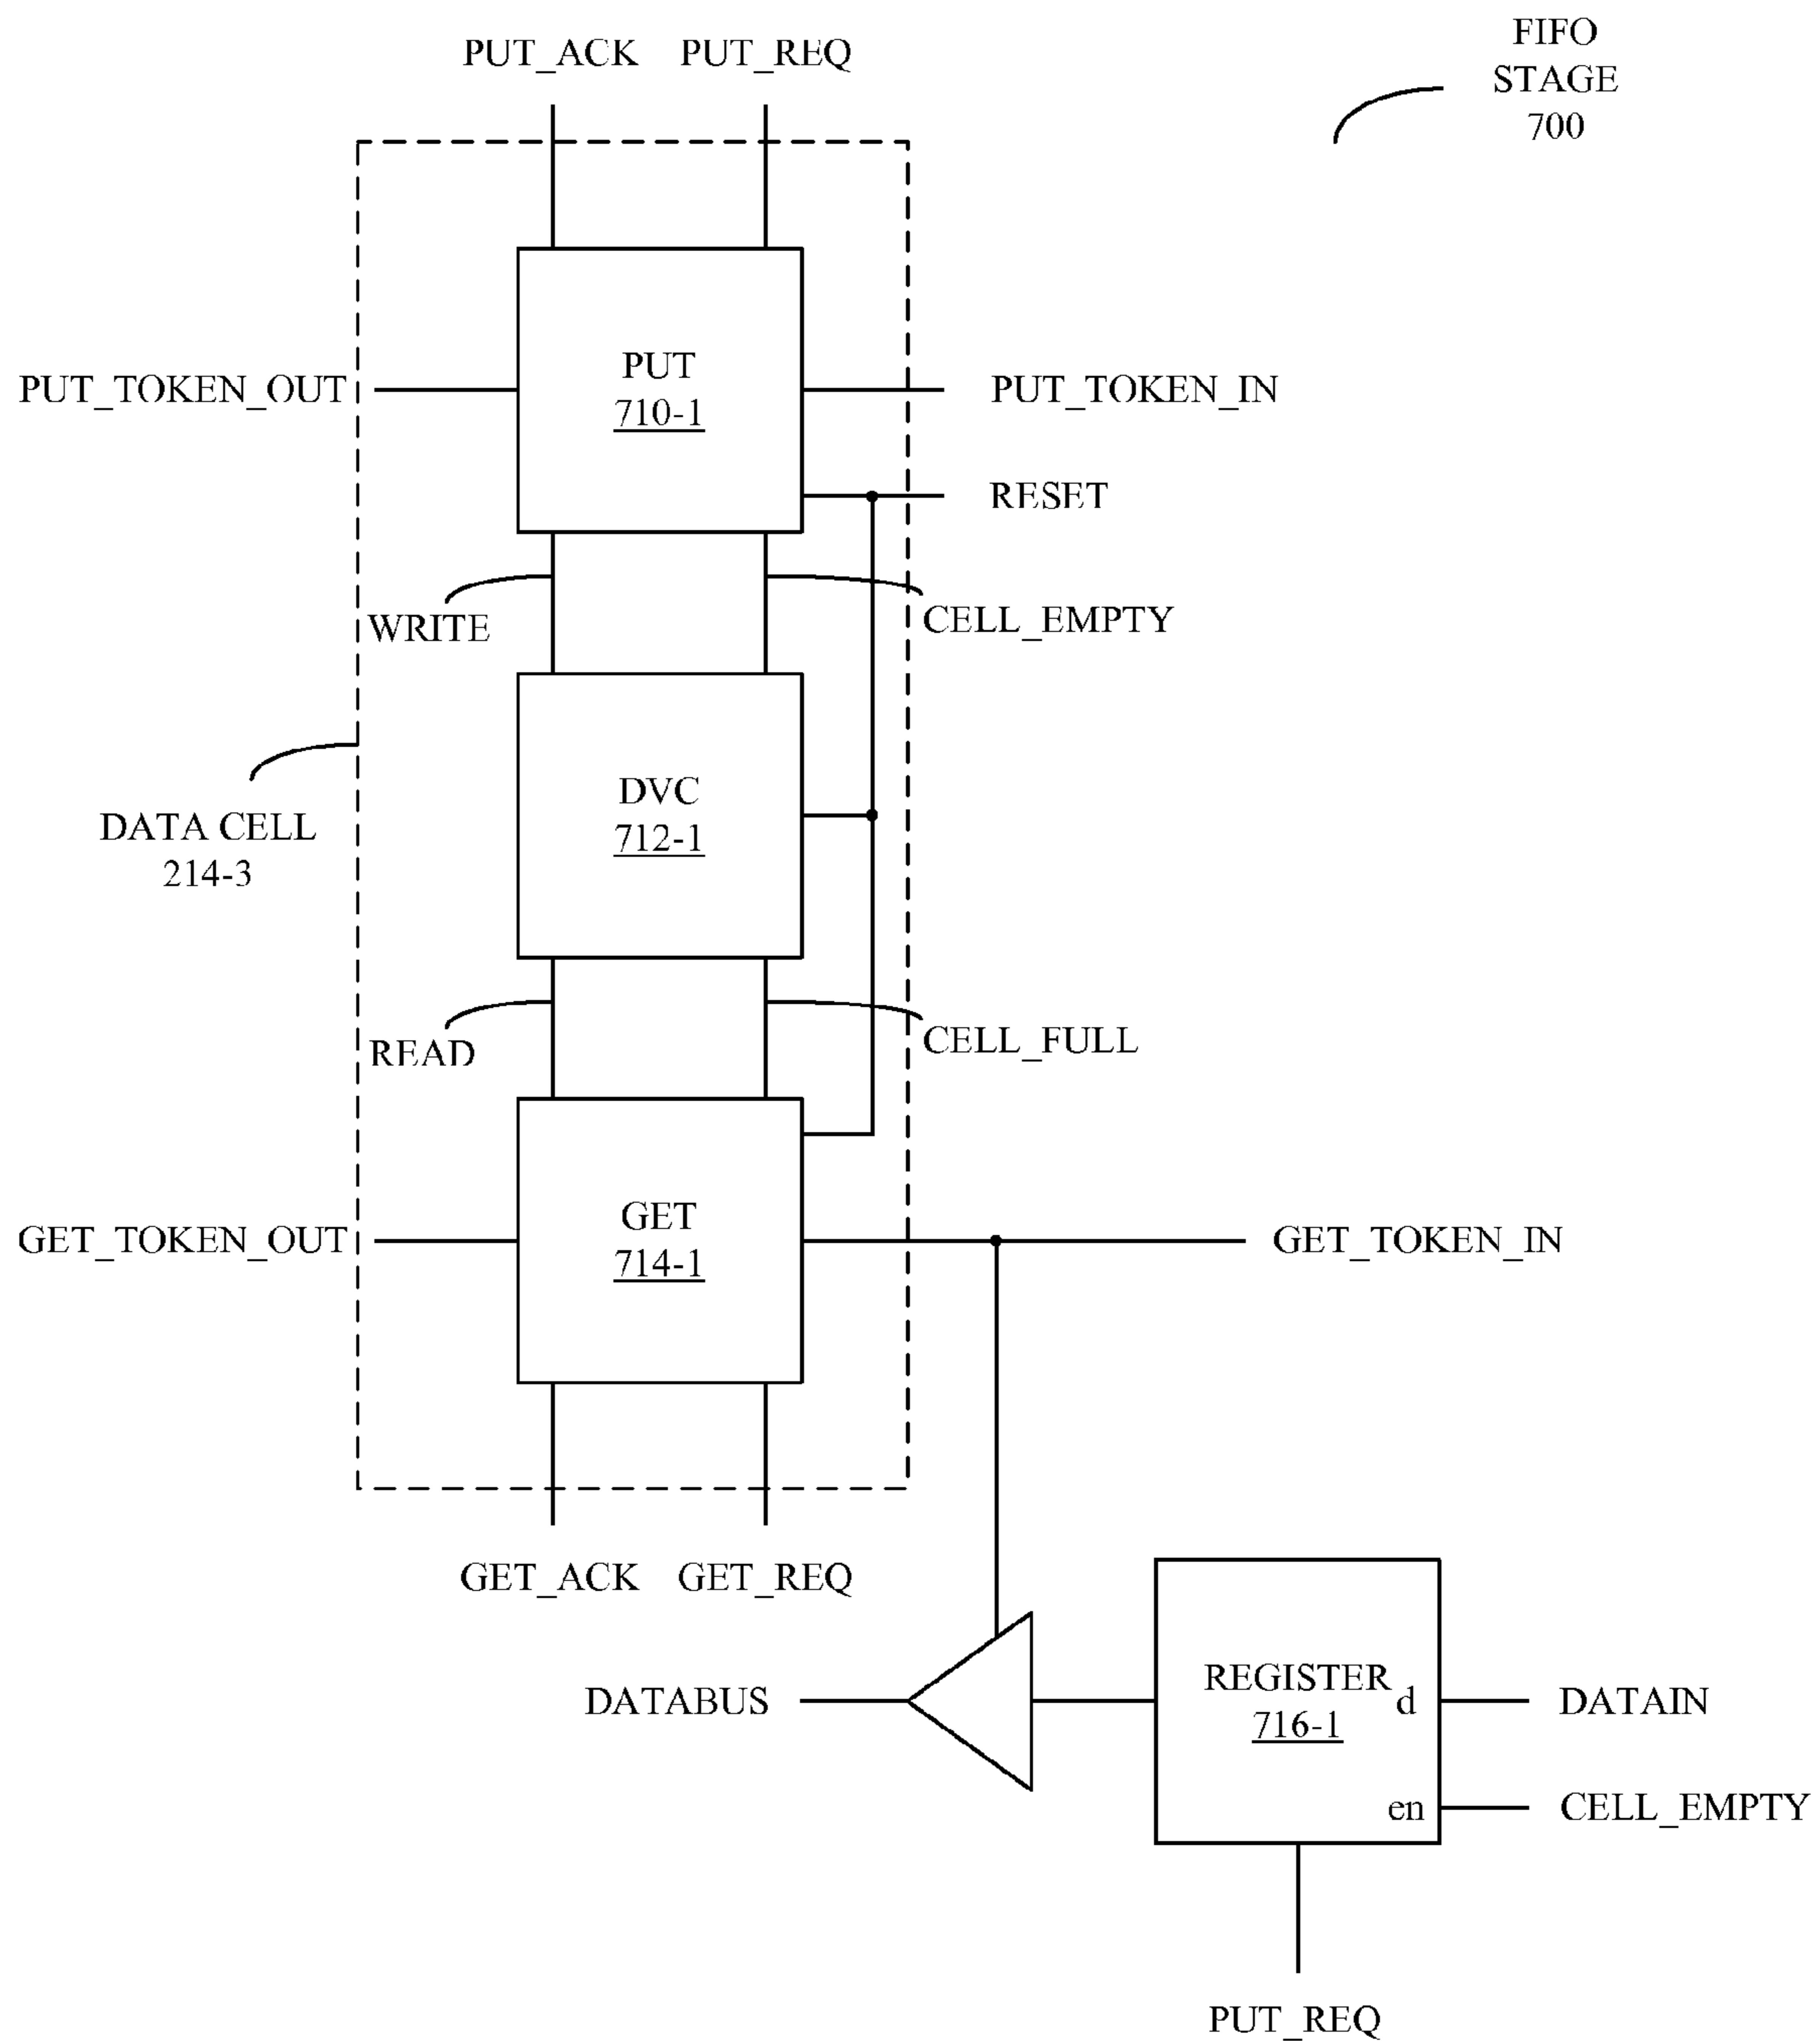 PUT_ACK PUT_REQ
FIFO
STAGE
700
PUT_TOKEN_OUT
PUT
710-1
PUT_TOKEN_IN
RESET
WRITE
CELL_EMPTY
DVC
712-1
DATA CELL
214-3
READ
CELL_FULL
GET_TOKEN_OUT
GET
714-1
GET_TOKEN_IN
GET_ACK GET_REQ
DATABUS
REGISTER
716-1
d
DATAIN
en
CELL_EMPTY
PUT_REQ